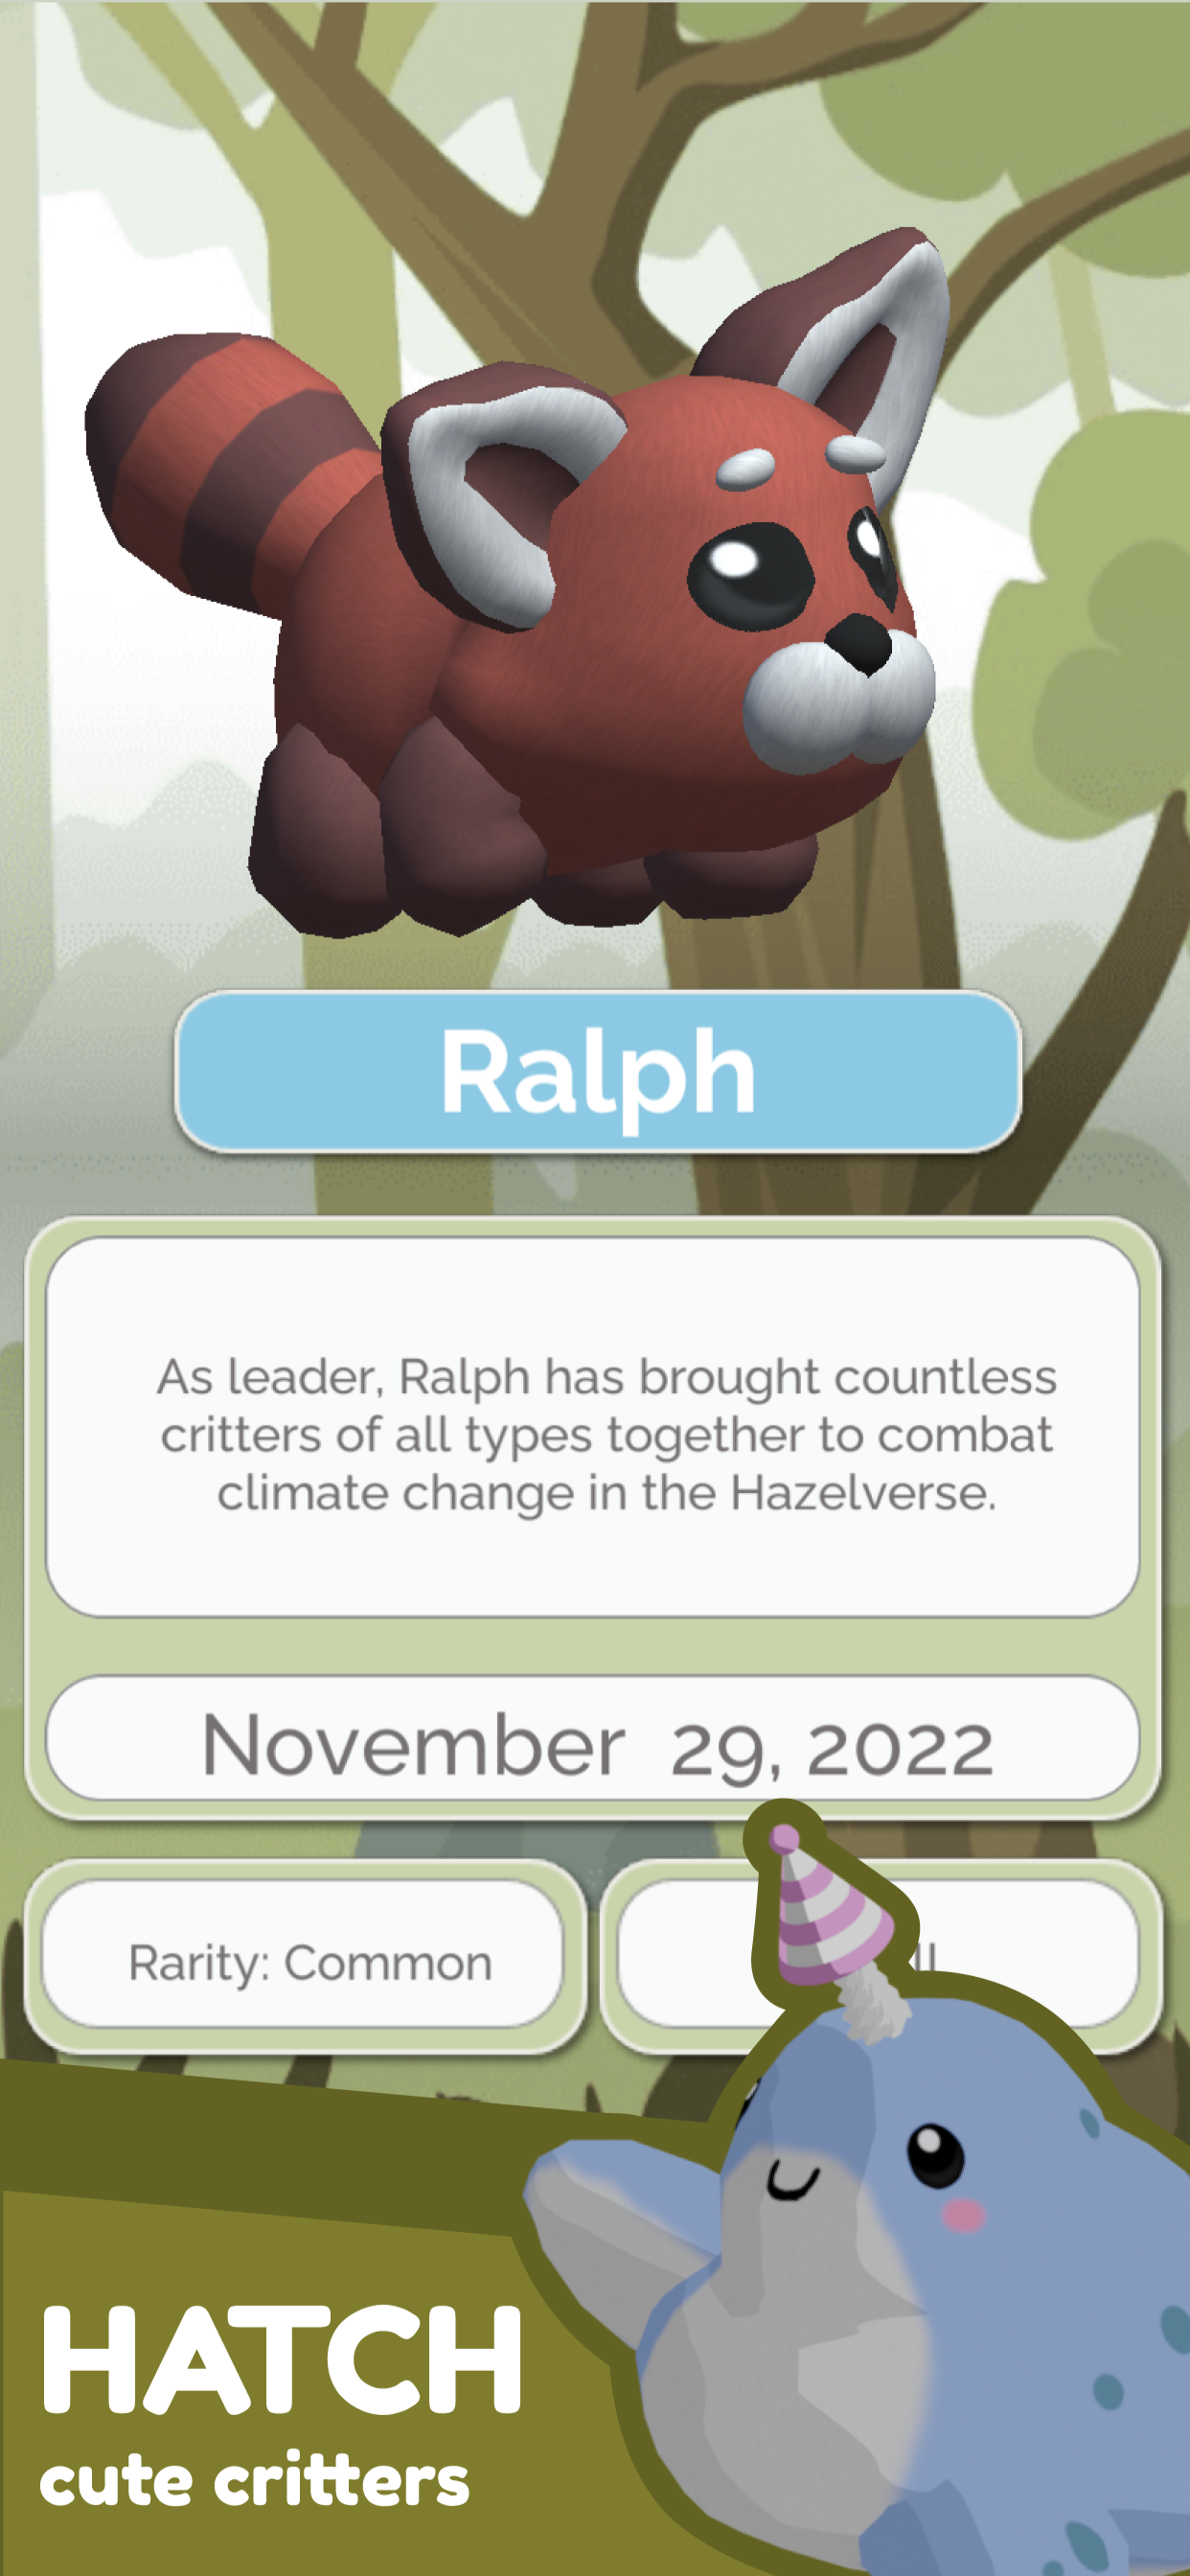 Ralph
As leader, Ralph has brought countless
critters of all types together to combat
climate change in the Hazelverse.
November 29, 2022
Rarity: Common
HATCH
cute critters